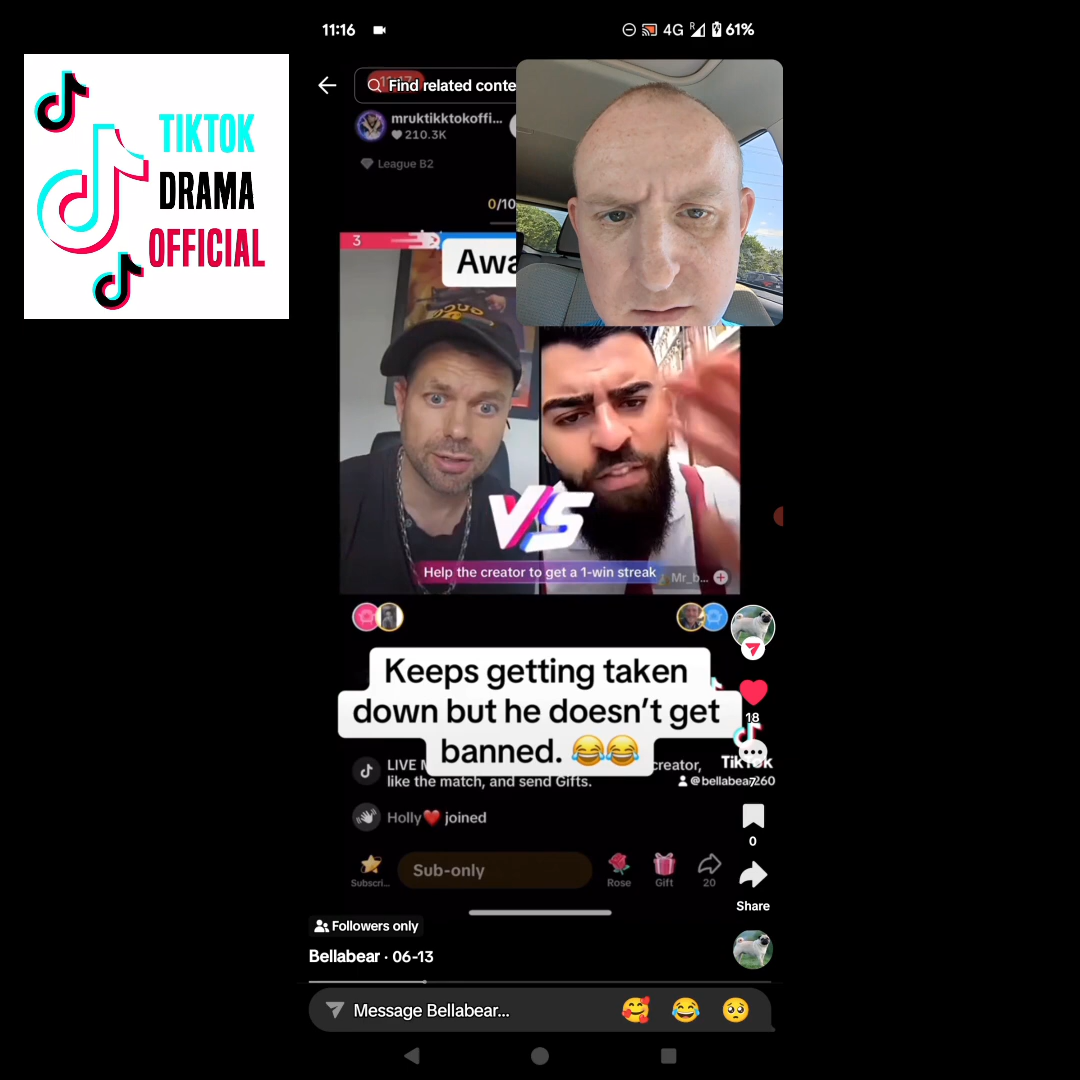 11:16
4G
R
61%
TIKTOK
DRAMA
OFFICIAL
Find related conte
mruktikktokoffi...
210.3K
League B2
0/10
3
Awa
VS
Help the creator to get a 1-win streak
Mr_b...
Keeps getting taken
down but he doesn't get
banned. 😂😂
18
LIVE
creator,
like the match, and send Gifts.
TikTok
7
Holly❤️ joined
0
Subscri...
Sub-only
Rose
Gift
20
Share
Followers only
Bellabear · 06-13
Message Bellabear...